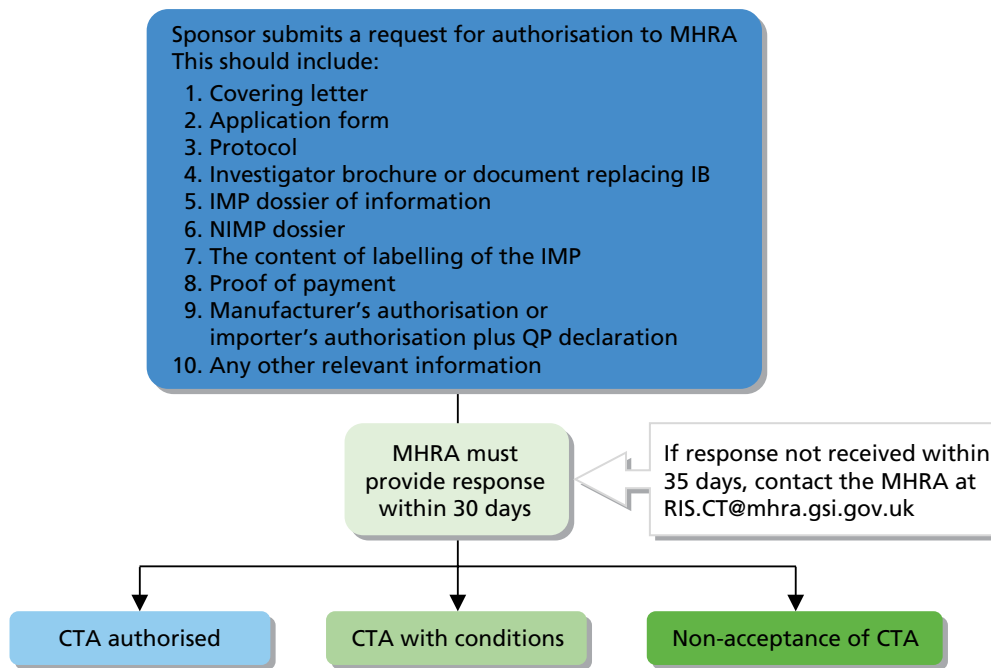 Sponsor submits a request for authorisation to MHRA
This should include:
1. Covering letter
2. Application form
3. Protocol
4. Investigator brochure or document replacing IB
5. IMP dossier of information
6. NIMP dossier
7. The content of labelling of the IMP
8. Proof of payment
9. Manufacturer’s authorisation or
importer’s authorisation plus QP declaration
10. Any other relevant information
MHRA must
provide response
within 30 days
If response not received within
35 days, contact the MHRA at
RIS.CT@mhra.gsi.gov.uk
CTA authorised
CTA with conditions
Non-acceptance of CTA